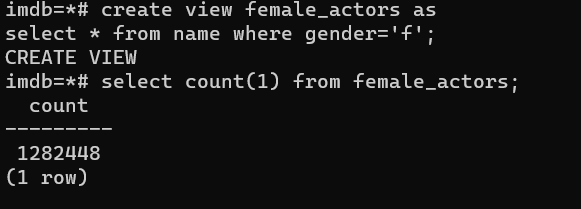 imdb=*# create view female_actors as
select * from name where gender='f';
CREATE VIEW
imdb=*# select count(1) from female_actors;
  count
---------
 1282448
(1 row)